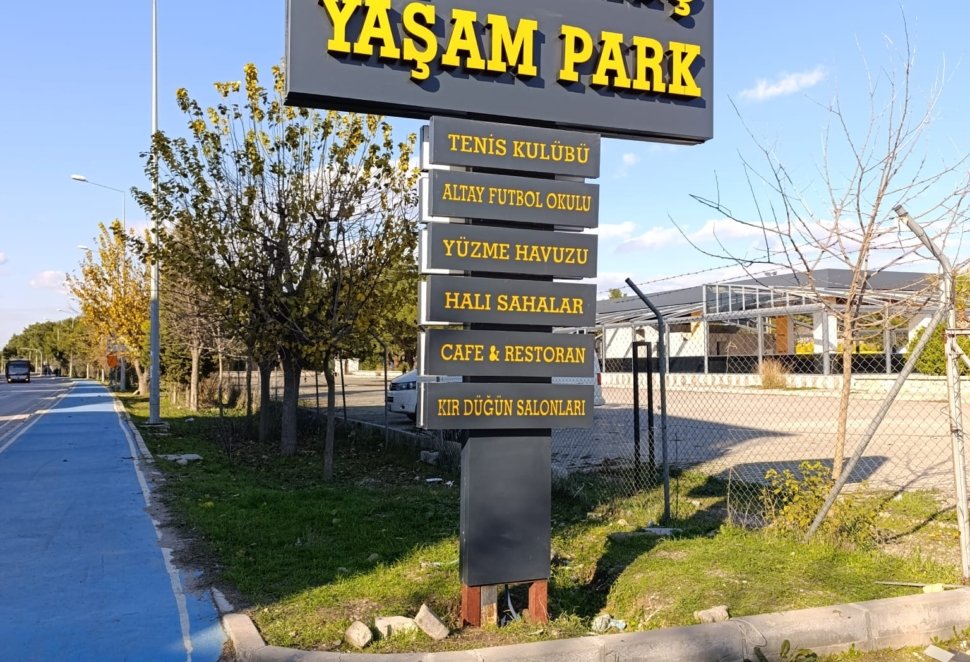 YAŞAM PARK
TENİS KULÜBÜ
ALTAY FUTBOL OKULU
YÜZME HAVUZU
HALI SAHALAR
CAFE & RESTORAN
KIR DÜĞÜN SALONLARI